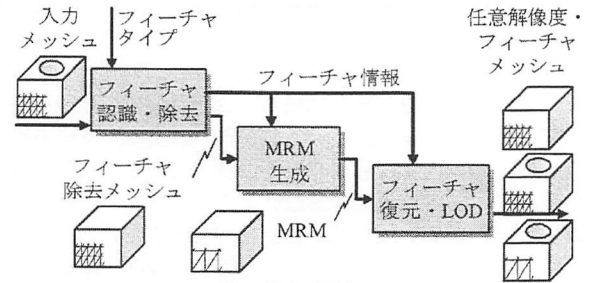 入力
メッシュ
フィーチャ
タイプ
任意解像度・
フィーチャ
メッシュ
フィーチャ
認識・除去
フィーチャ情報
MRM
生成
フィーチャ
除去メッシュ
フィーチャ
復元・LOD
MRM